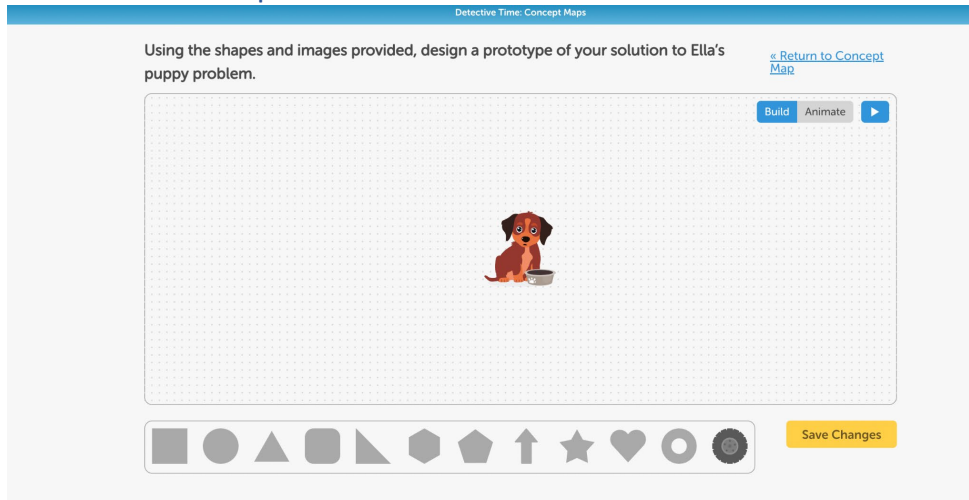 Detective Time: Concept Maps
Using the shapes and images provided, design a prototype of your solution to Ella's
puppy problem.
« Return to Concept
Map
Build Animate
Save Changes